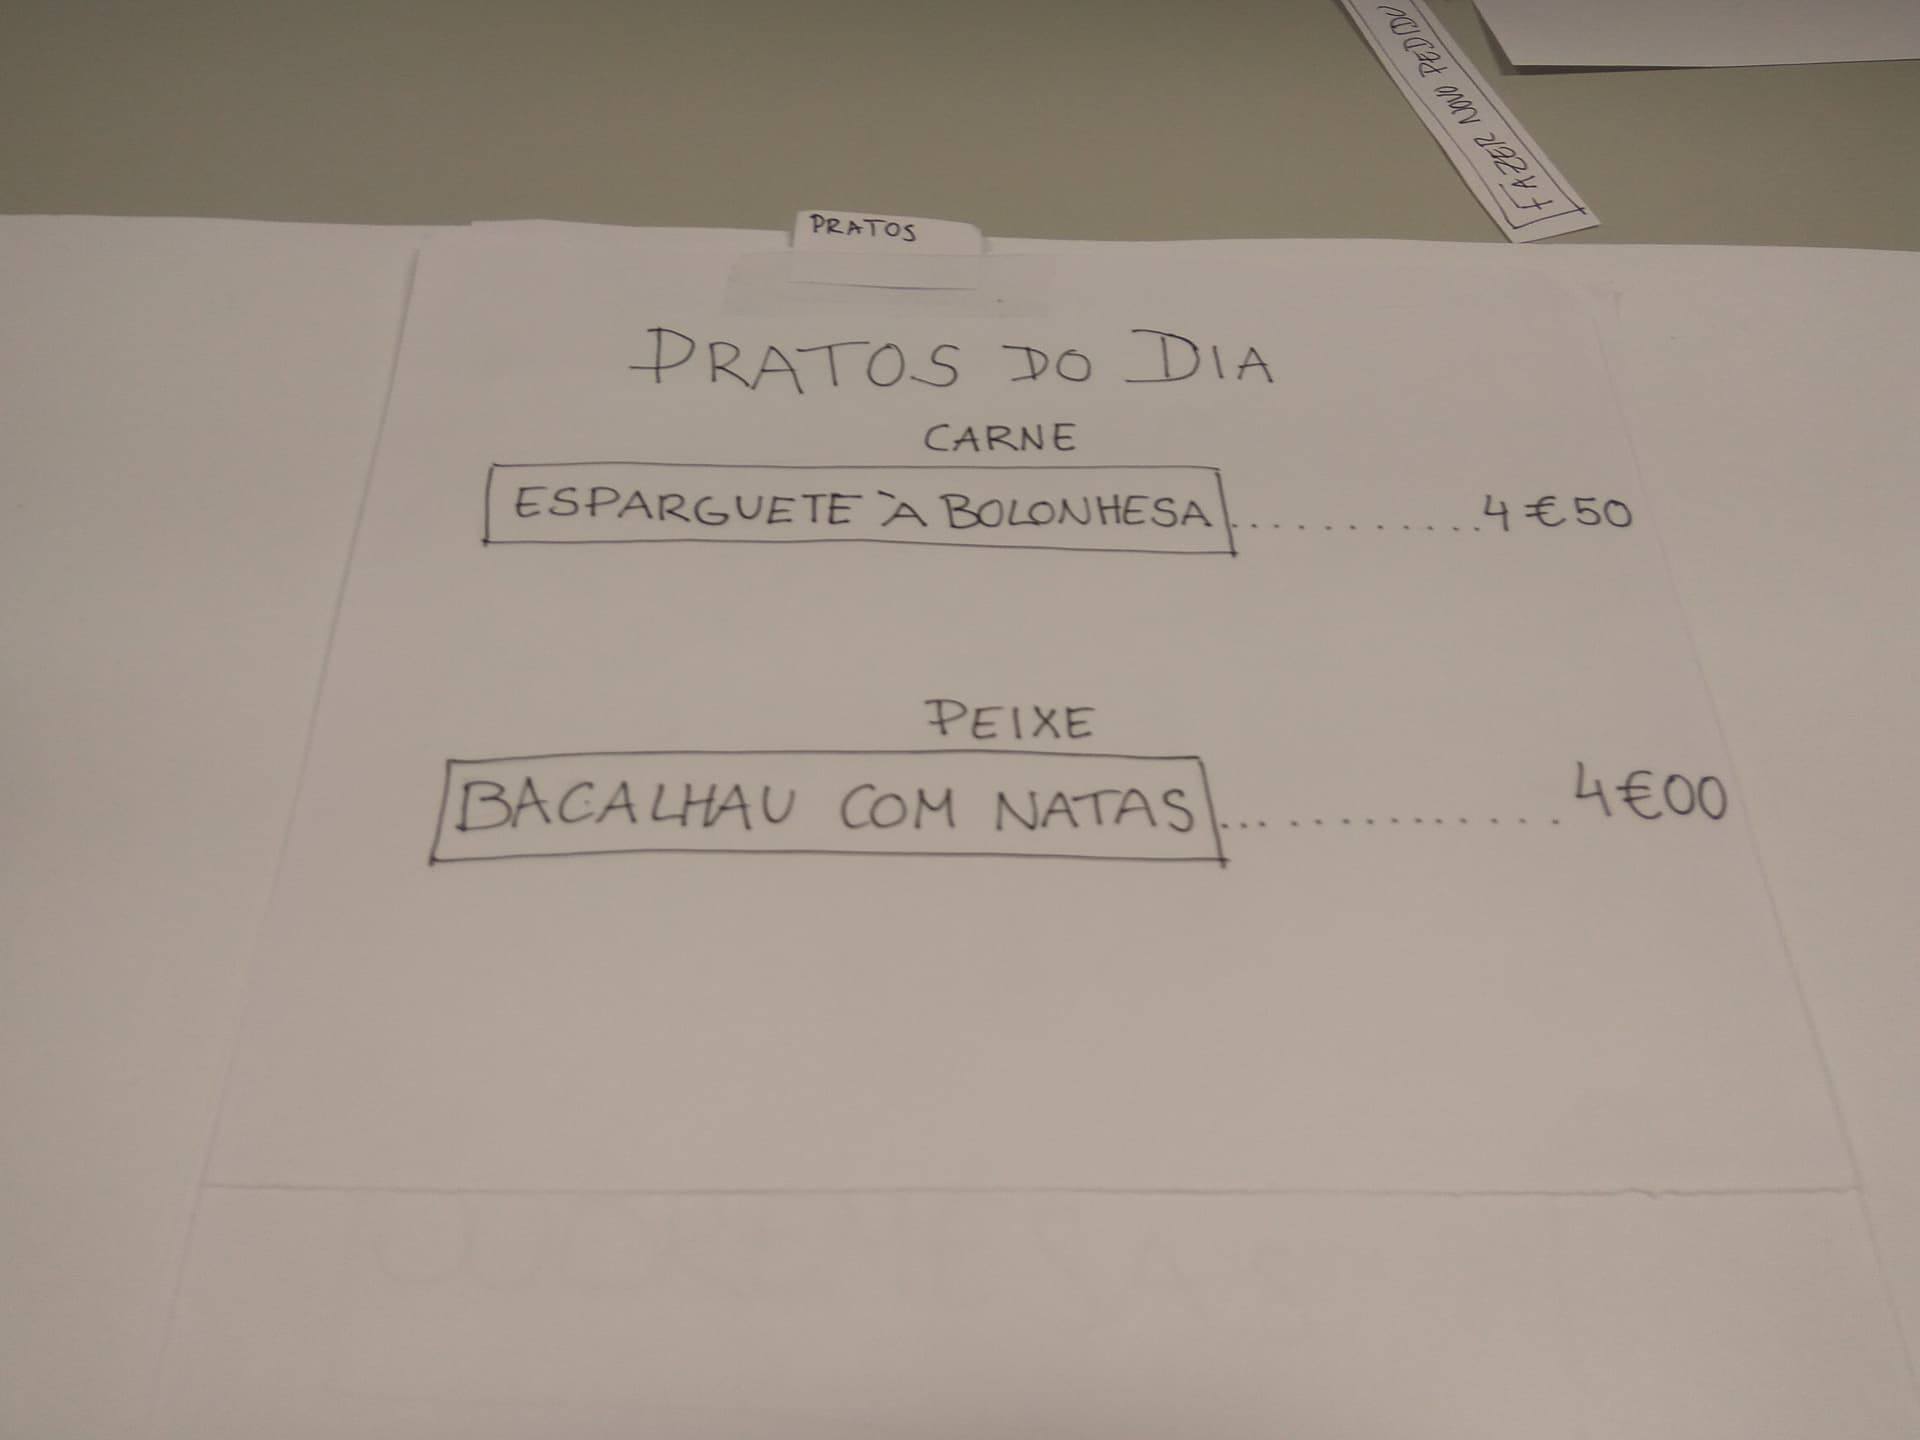 FAZER NOVO PEDIDO
PRATOS
PRATOS DO DIA
CARNE
ESPARGUETE À BOLONHESA...........4€50
PEIXE
BACALHAU COM NATAS..............4€00